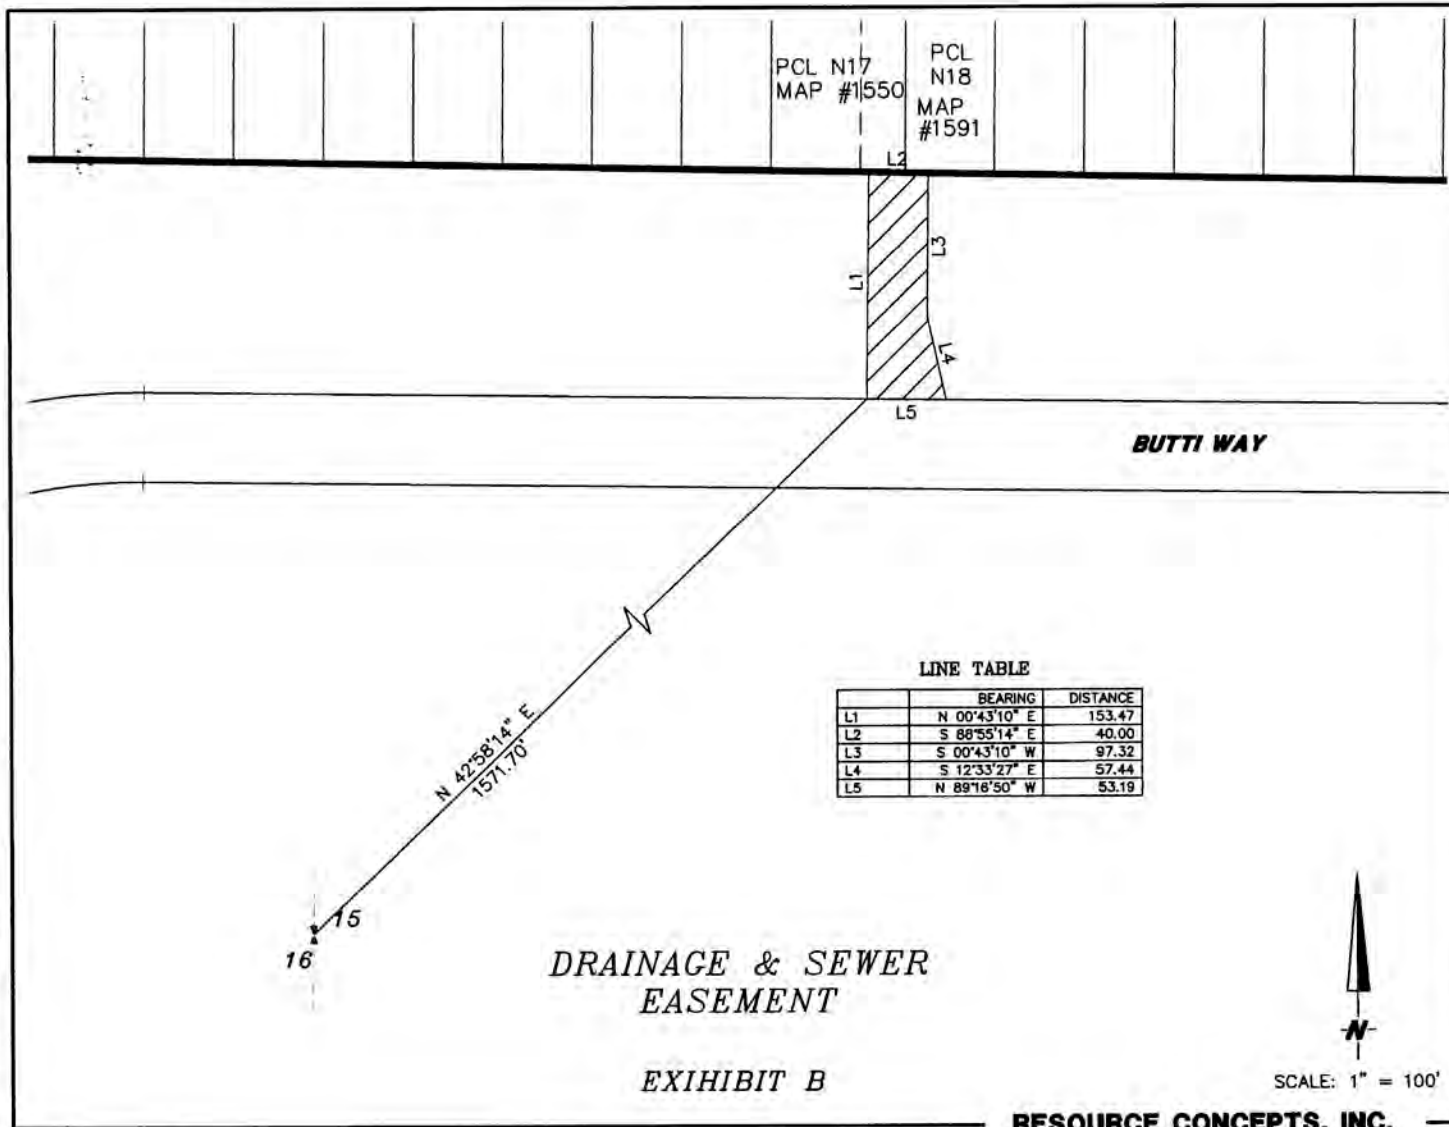 PCL N17
MAP #1550
PCL
N18
MAP
#1591
L2
L1
L3
L4
L5
BUTTI WAY
LINE TABLE
BEARING DISTANCE
L1 N 00°43'10" E 153.47
L2 S 88°55'14" E 40.00
L3 S 00°43'10" W 97.32
L4 S 12°33'27" E 57.44
L5 N 89°16'50" W 53.19
N 42°58'14" E
1571.70'
15
16
DRAINAGE & SEWER
EASEMENT
EXIHIBIT B
N
SCALE: 1" = 100'
RESOURCE CONCEPTS, INC.